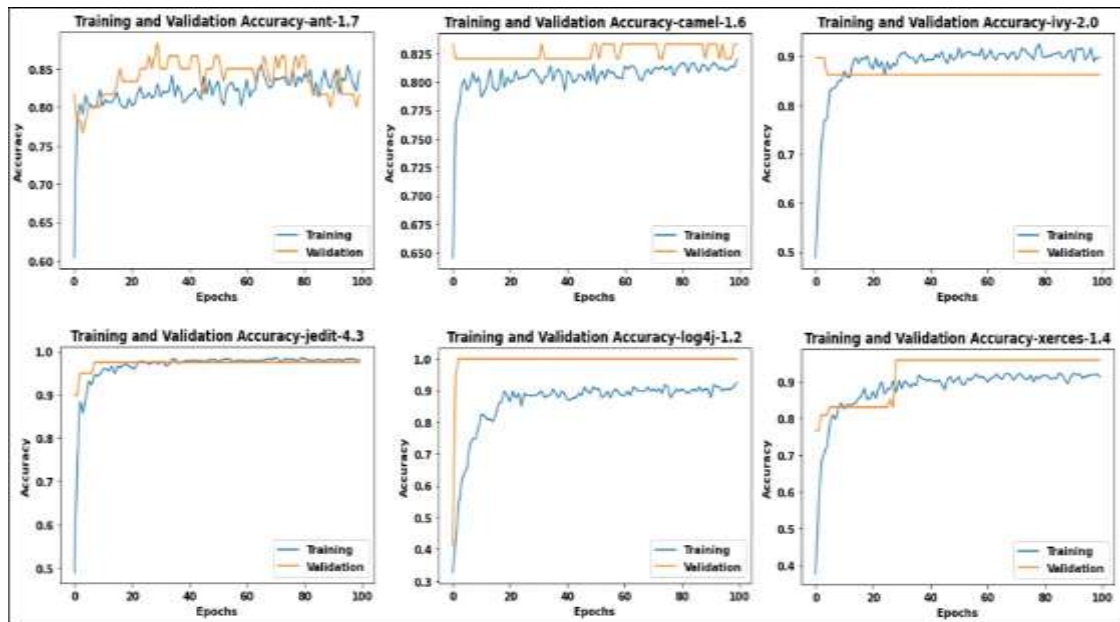 Training and Validation Accuracy-ant-1.7
Accuracy
0.85
0.80
0.75
0.70
0.65
0.60
0
20
40
60
80
100
Epochs
Training
Validation
Training and Validation Accuracy-camel-1.6
Accuracy
0.825
0.800
0.775
0.750
0.725
0.700
0.675
0.650
0
20
40
60
80
100
Epochs
Training
Validation
Training and Validation Accuracy-ivy-2.0
Accuracy
0.9
0.8
0.7
0.6
0.5
0
20
40
60
80
100
Epochs
Training
Validation
Training and Validation Accuracy-jedit-4.3
Accuracy
1.0
0.9
0.8
0.7
0.6
0.5
0
20
40
60
80
100
Epochs
Training
Validation
Training and Validation Accuracy-log4j-1.2
Accuracy
1.0
0.9
0.8
0.7
0.6
0.5
0.4
0.3
0
20
40
60
80
100
Epochs
Training
Validation
Training and Validation Accuracy-xerces-1.4
Accuracy
0.9
0.8
0.7
0.6
0.5
0.4
0
20
40
60
80
100
Epochs
Training
Validation